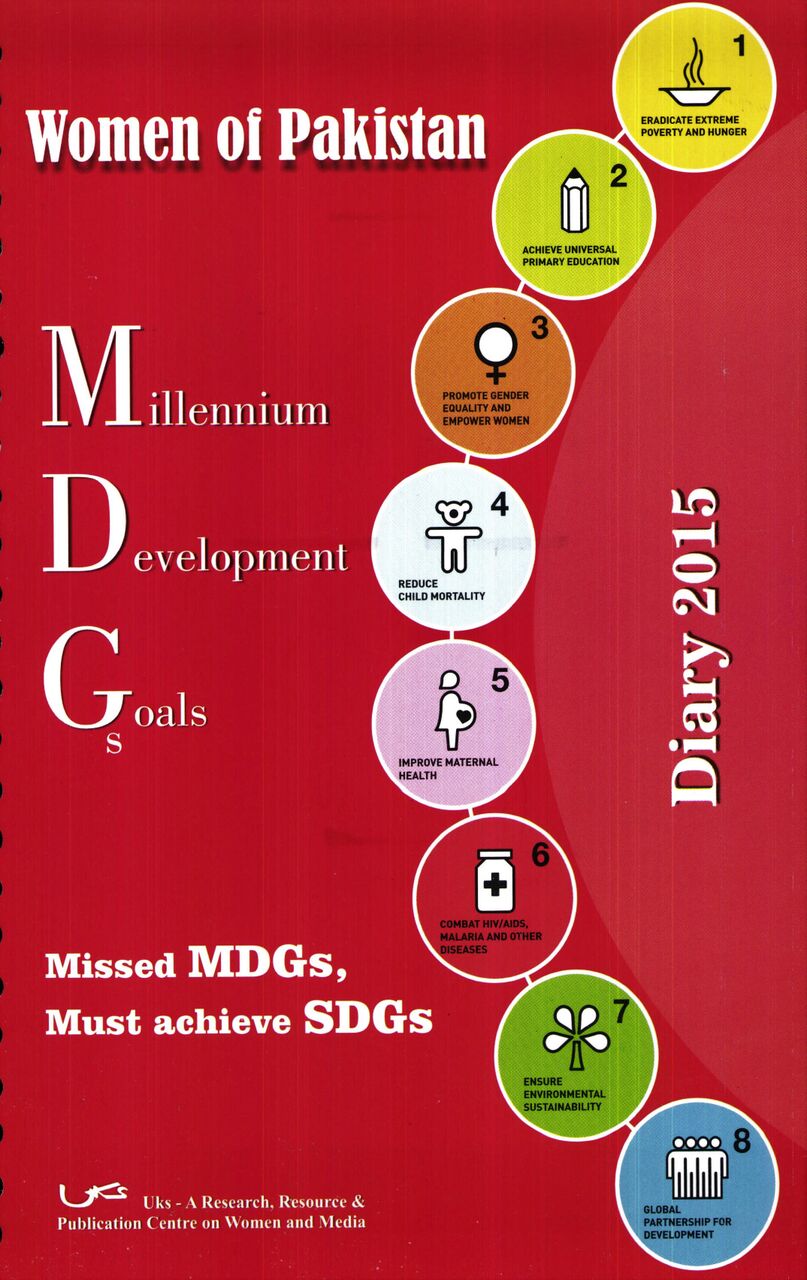 Women of Pakistan
Millennium
Development
Goals
s
Missed MDGs,
Must achieve SDGs
Uks
Uks - A Research, Resource &
Publication Centre on Women and Media
1
ERADICATE EXTREME
POVERTY AND HUNGER
2
ACHIEVE UNIVERSAL
PRIMARY EDUCATION
3
PROMOTE GENDER
EQUALITY AND
EMPOWER WOMEN
4
REDUCE
CHILD MORTALITY
5
IMPROVE MATERNAL
HEALTH
6
COMBAT HIV/AIDS,
MALARIA AND OTHER
DISEASES
7
ENSURE
ENVIRONMENTAL
SUSTAINABILITY
8
GLOBAL
PARTNERSHIP FOR
DEVELOPMENT
Diary 2015